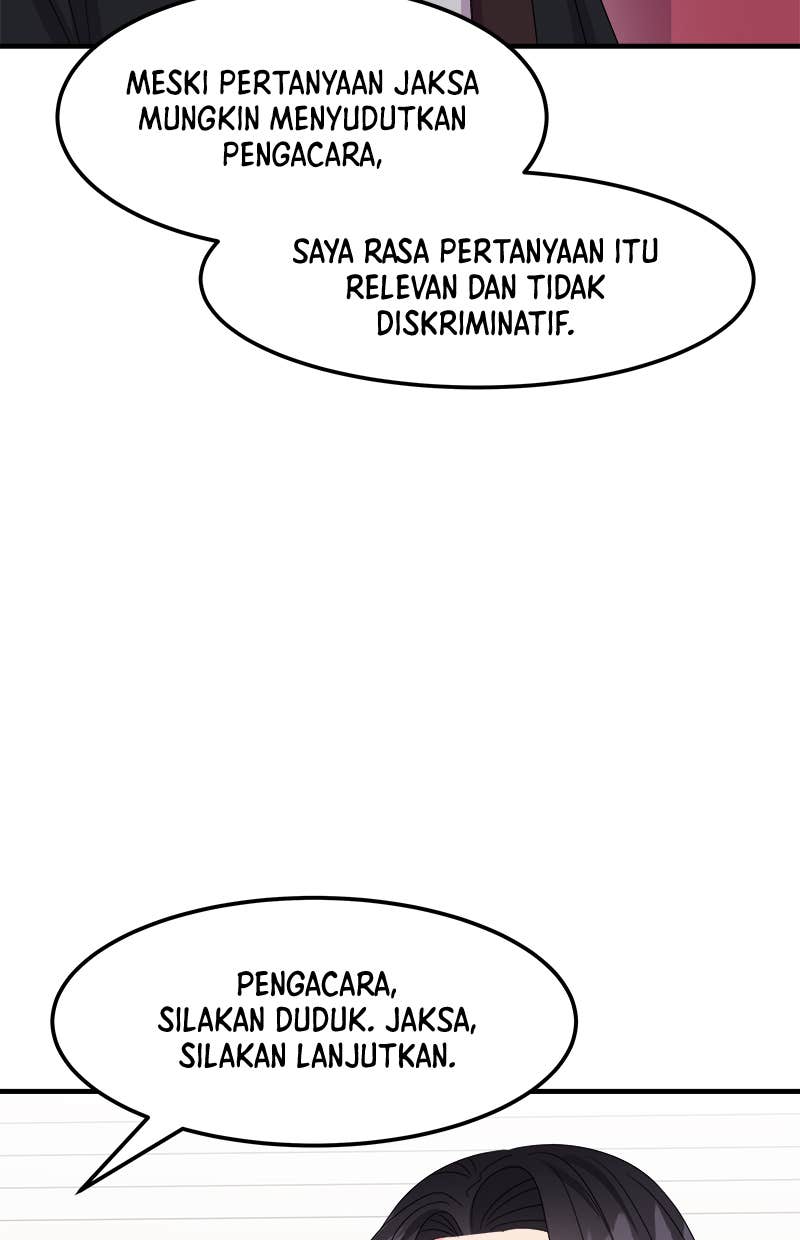 MESKI PERTANYAAN JAKSA
MUNGKIN MENYUDUTKAN
PENGACARA,
SAYA RASA PERTANYAAN ITU
RELEVAN DAN TIDAK
DISKRIMINATIF.
PENGACARA,
SILAKAN DUDUK. JAKSA,
SILAKAN LANJUTKAN.